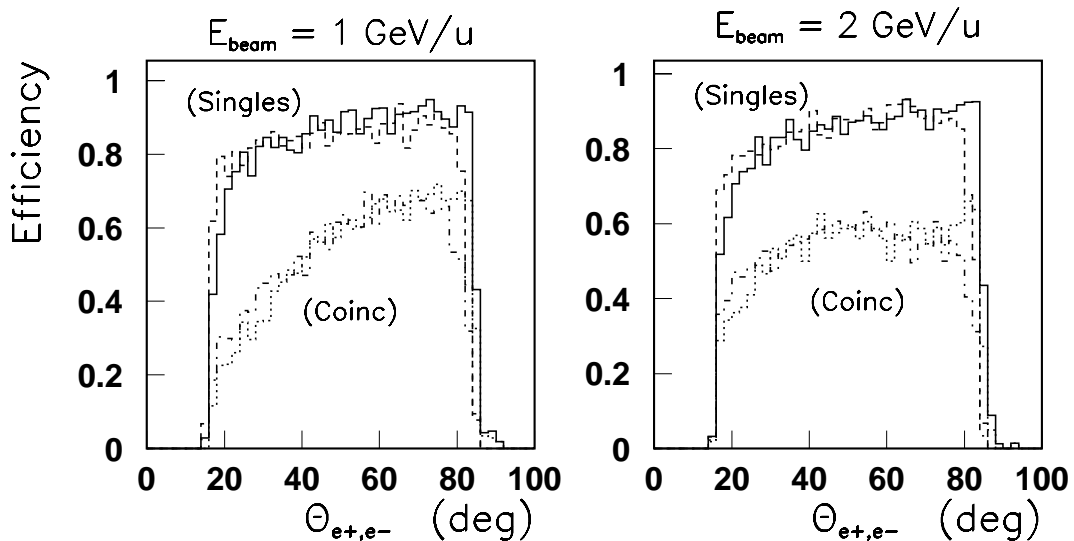 E_beam = 1 GeV/u
E_beam = 2 GeV/u
Efficiency
1
0.8
0.6
0.4
0.2
0
(Singles)
(Coinc)
0 20 40 60 80 100
Θ_e+,e- (deg)
1
0.8
0.6
0.4
0.2
0
(Singles)
(Coinc)
0 20 40 60 80 100
Θ_e+,e- (deg)